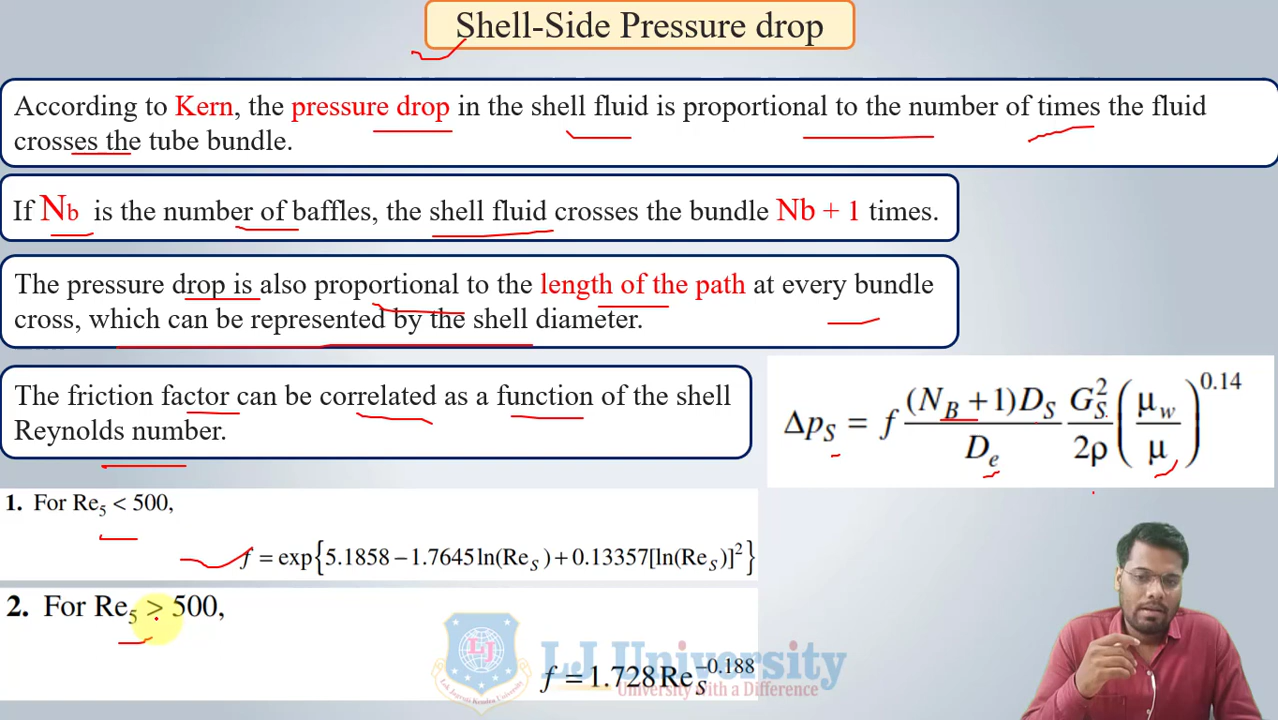 Shell-Side Pressure drop
According to Kern, the pressure drop in the shell fluid is proportional to the number of times the fluid
crosses the tube bundle.
If Nb is the number of baffles, the shell fluid crosses the bundle Nb + 1 times.
The pressure drop is also proportional to the length of the path at every bundle
cross, which can be represented by the shell diameter.
The friction factor can be correlated as a function of the shell
Reynolds number.
Δp_S = f (N_B +1)D_S / D_e G_S^2 / 2ρ (μ_w / μ)^0.14
1. For Re_5 < 500,
f = exp{5.1858 – 1.7645 ln(Re_S) + 0.13357[ln(Re_S)]^2}
2. For Re_5 > 500,
f = 1.728 Re_S^–0.188
LJ
LJ University
University with a Difference